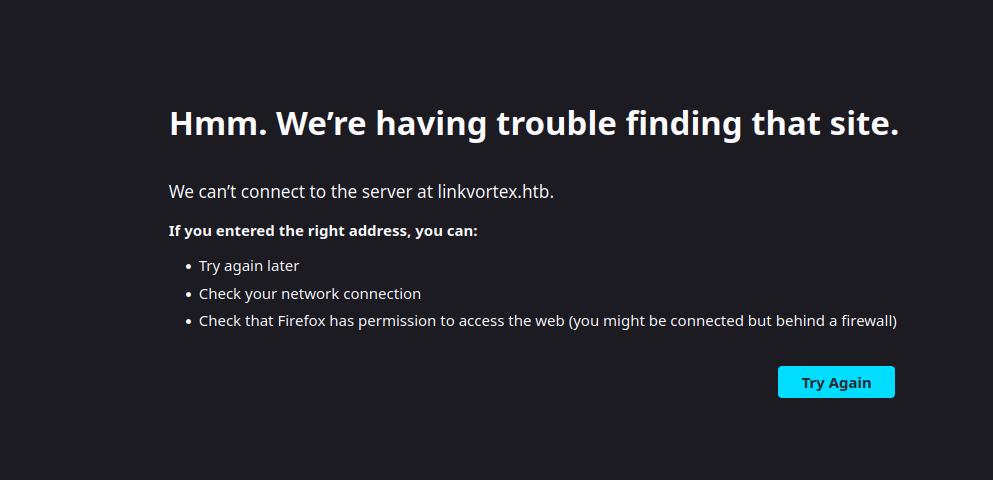 Hmm. We’re having trouble finding that site.
We can’t connect to the server at linkvortex.htb.
If you entered the right address, you can:
• Try again later
• Check your network connection
• Check that Firefox has permission to access the web (you might be connected but behind a firewall)
Try Again